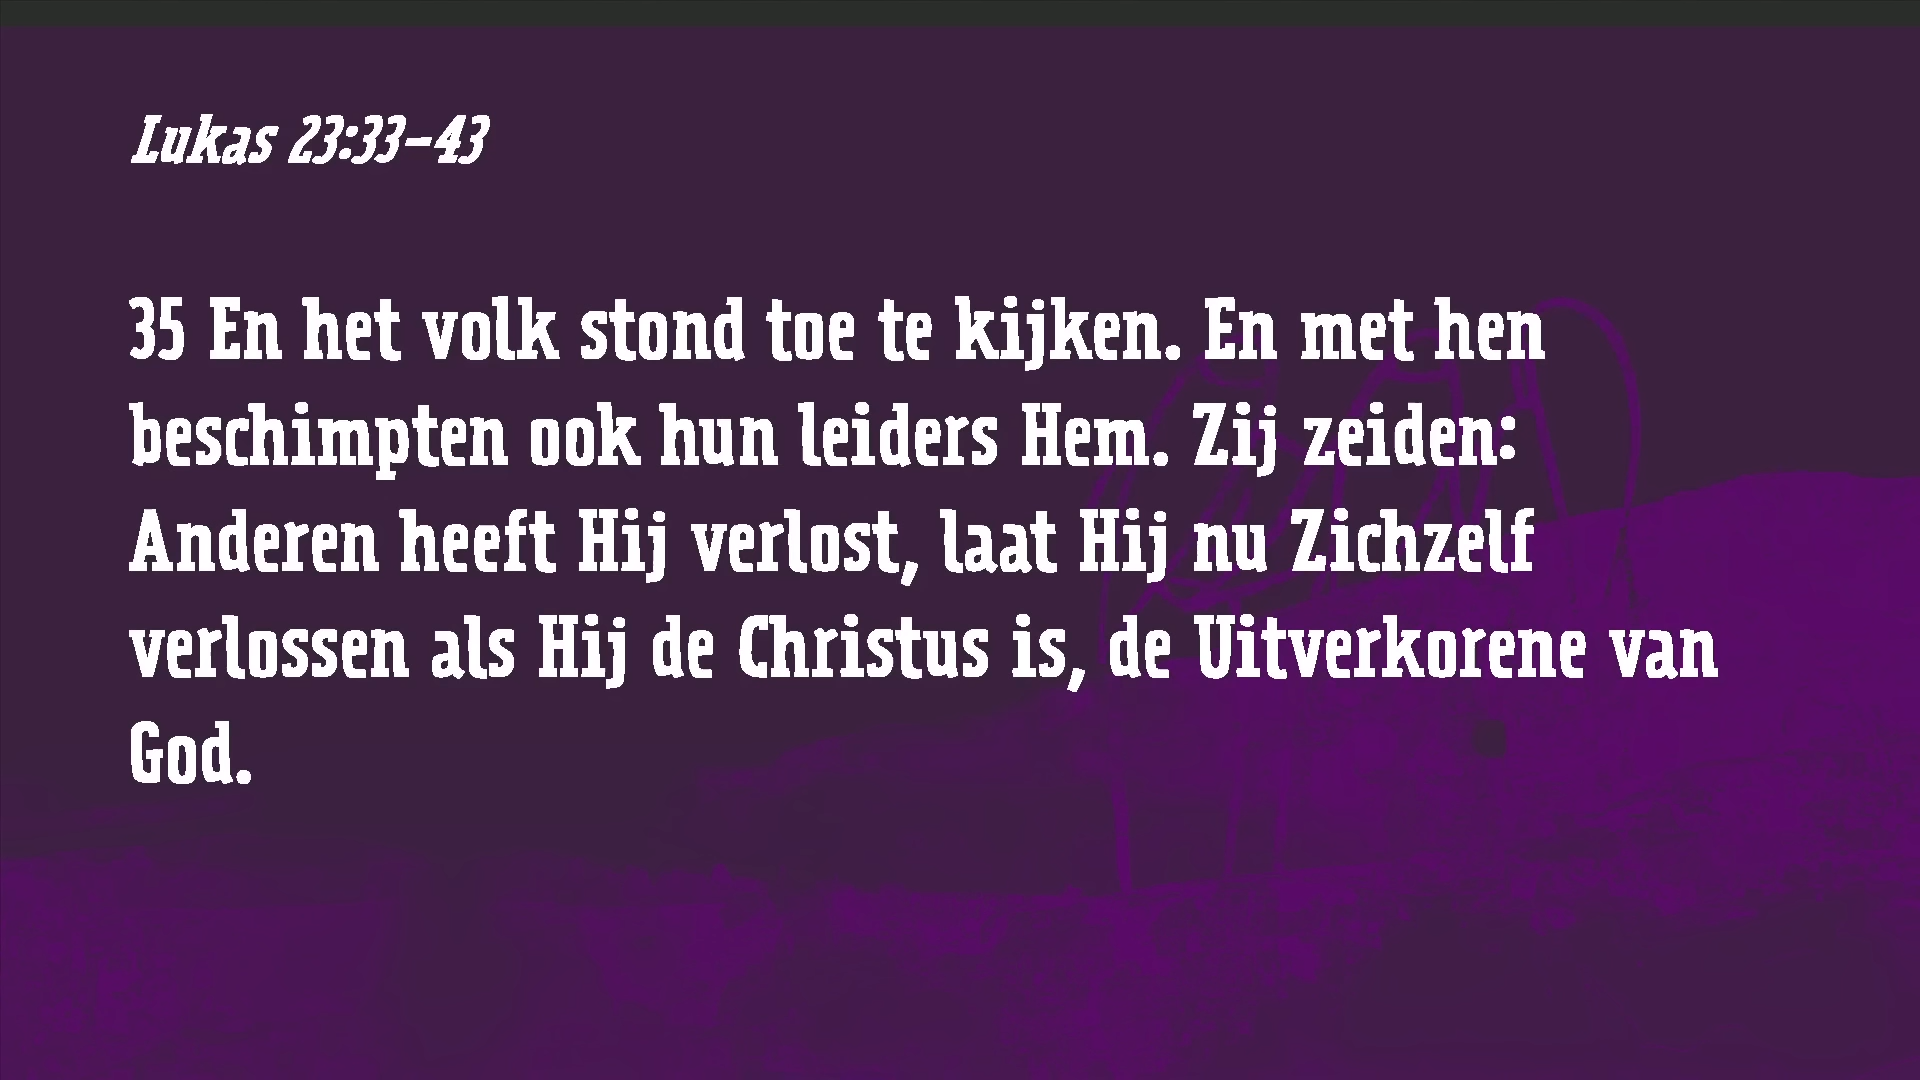 Lukas 23:33–43
35 En het volk stond toe te kijken. En met hen
beschimpten ook hun leiders Hem. Zij zeiden:
Anderen heeft Hij verlost, laat Hij nu Zichzelf
verlossen als Hij de Christus is, de Uitverkorene van
God.